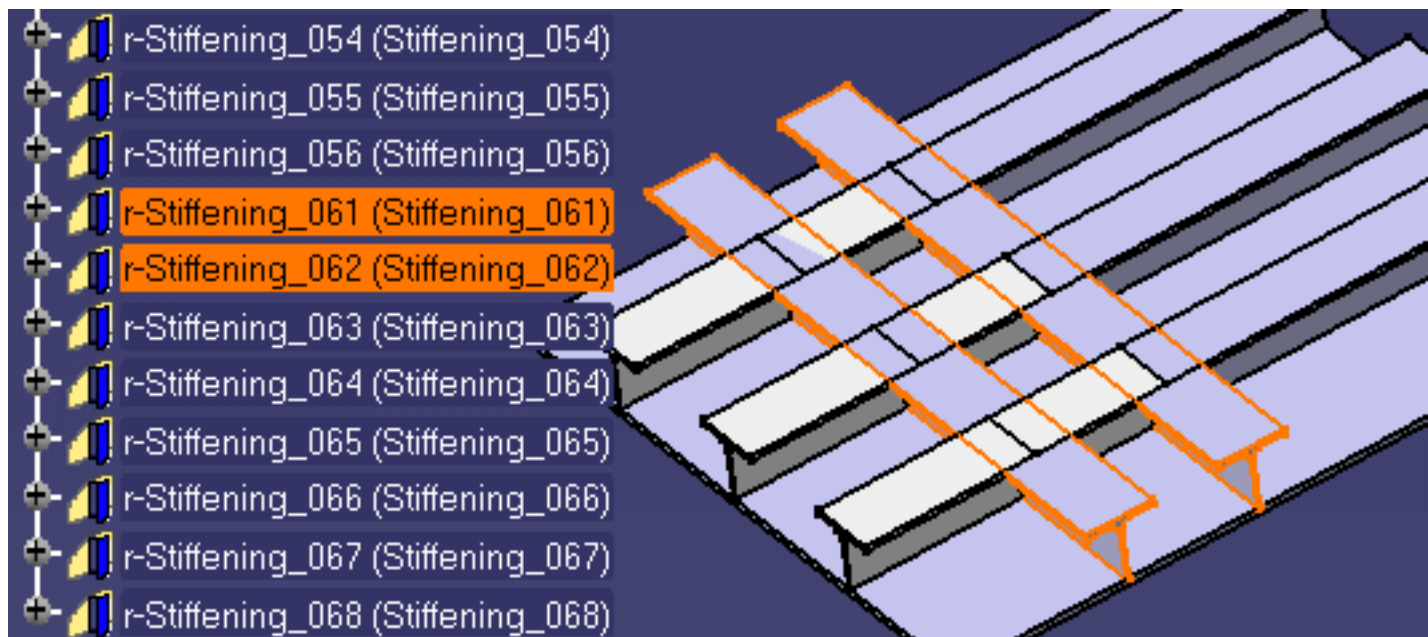 r-Stiffening_054 (Stiffening_054)
r-Stiffening_055 (Stiffening_055)
r-Stiffening_056 (Stiffening_056)
r-Stiffening_061 (Stiffening_061)
r-Stiffening_062 (Stiffening_062)
r-Stiffening_063 (Stiffening_063)
r-Stiffening_064 (Stiffening_064)
r-Stiffening_065 (Stiffening_065)
r-Stiffening_066 (Stiffening_066)
r-Stiffening_067 (Stiffening_067)
r-Stiffening_068 (Stiffening_068)